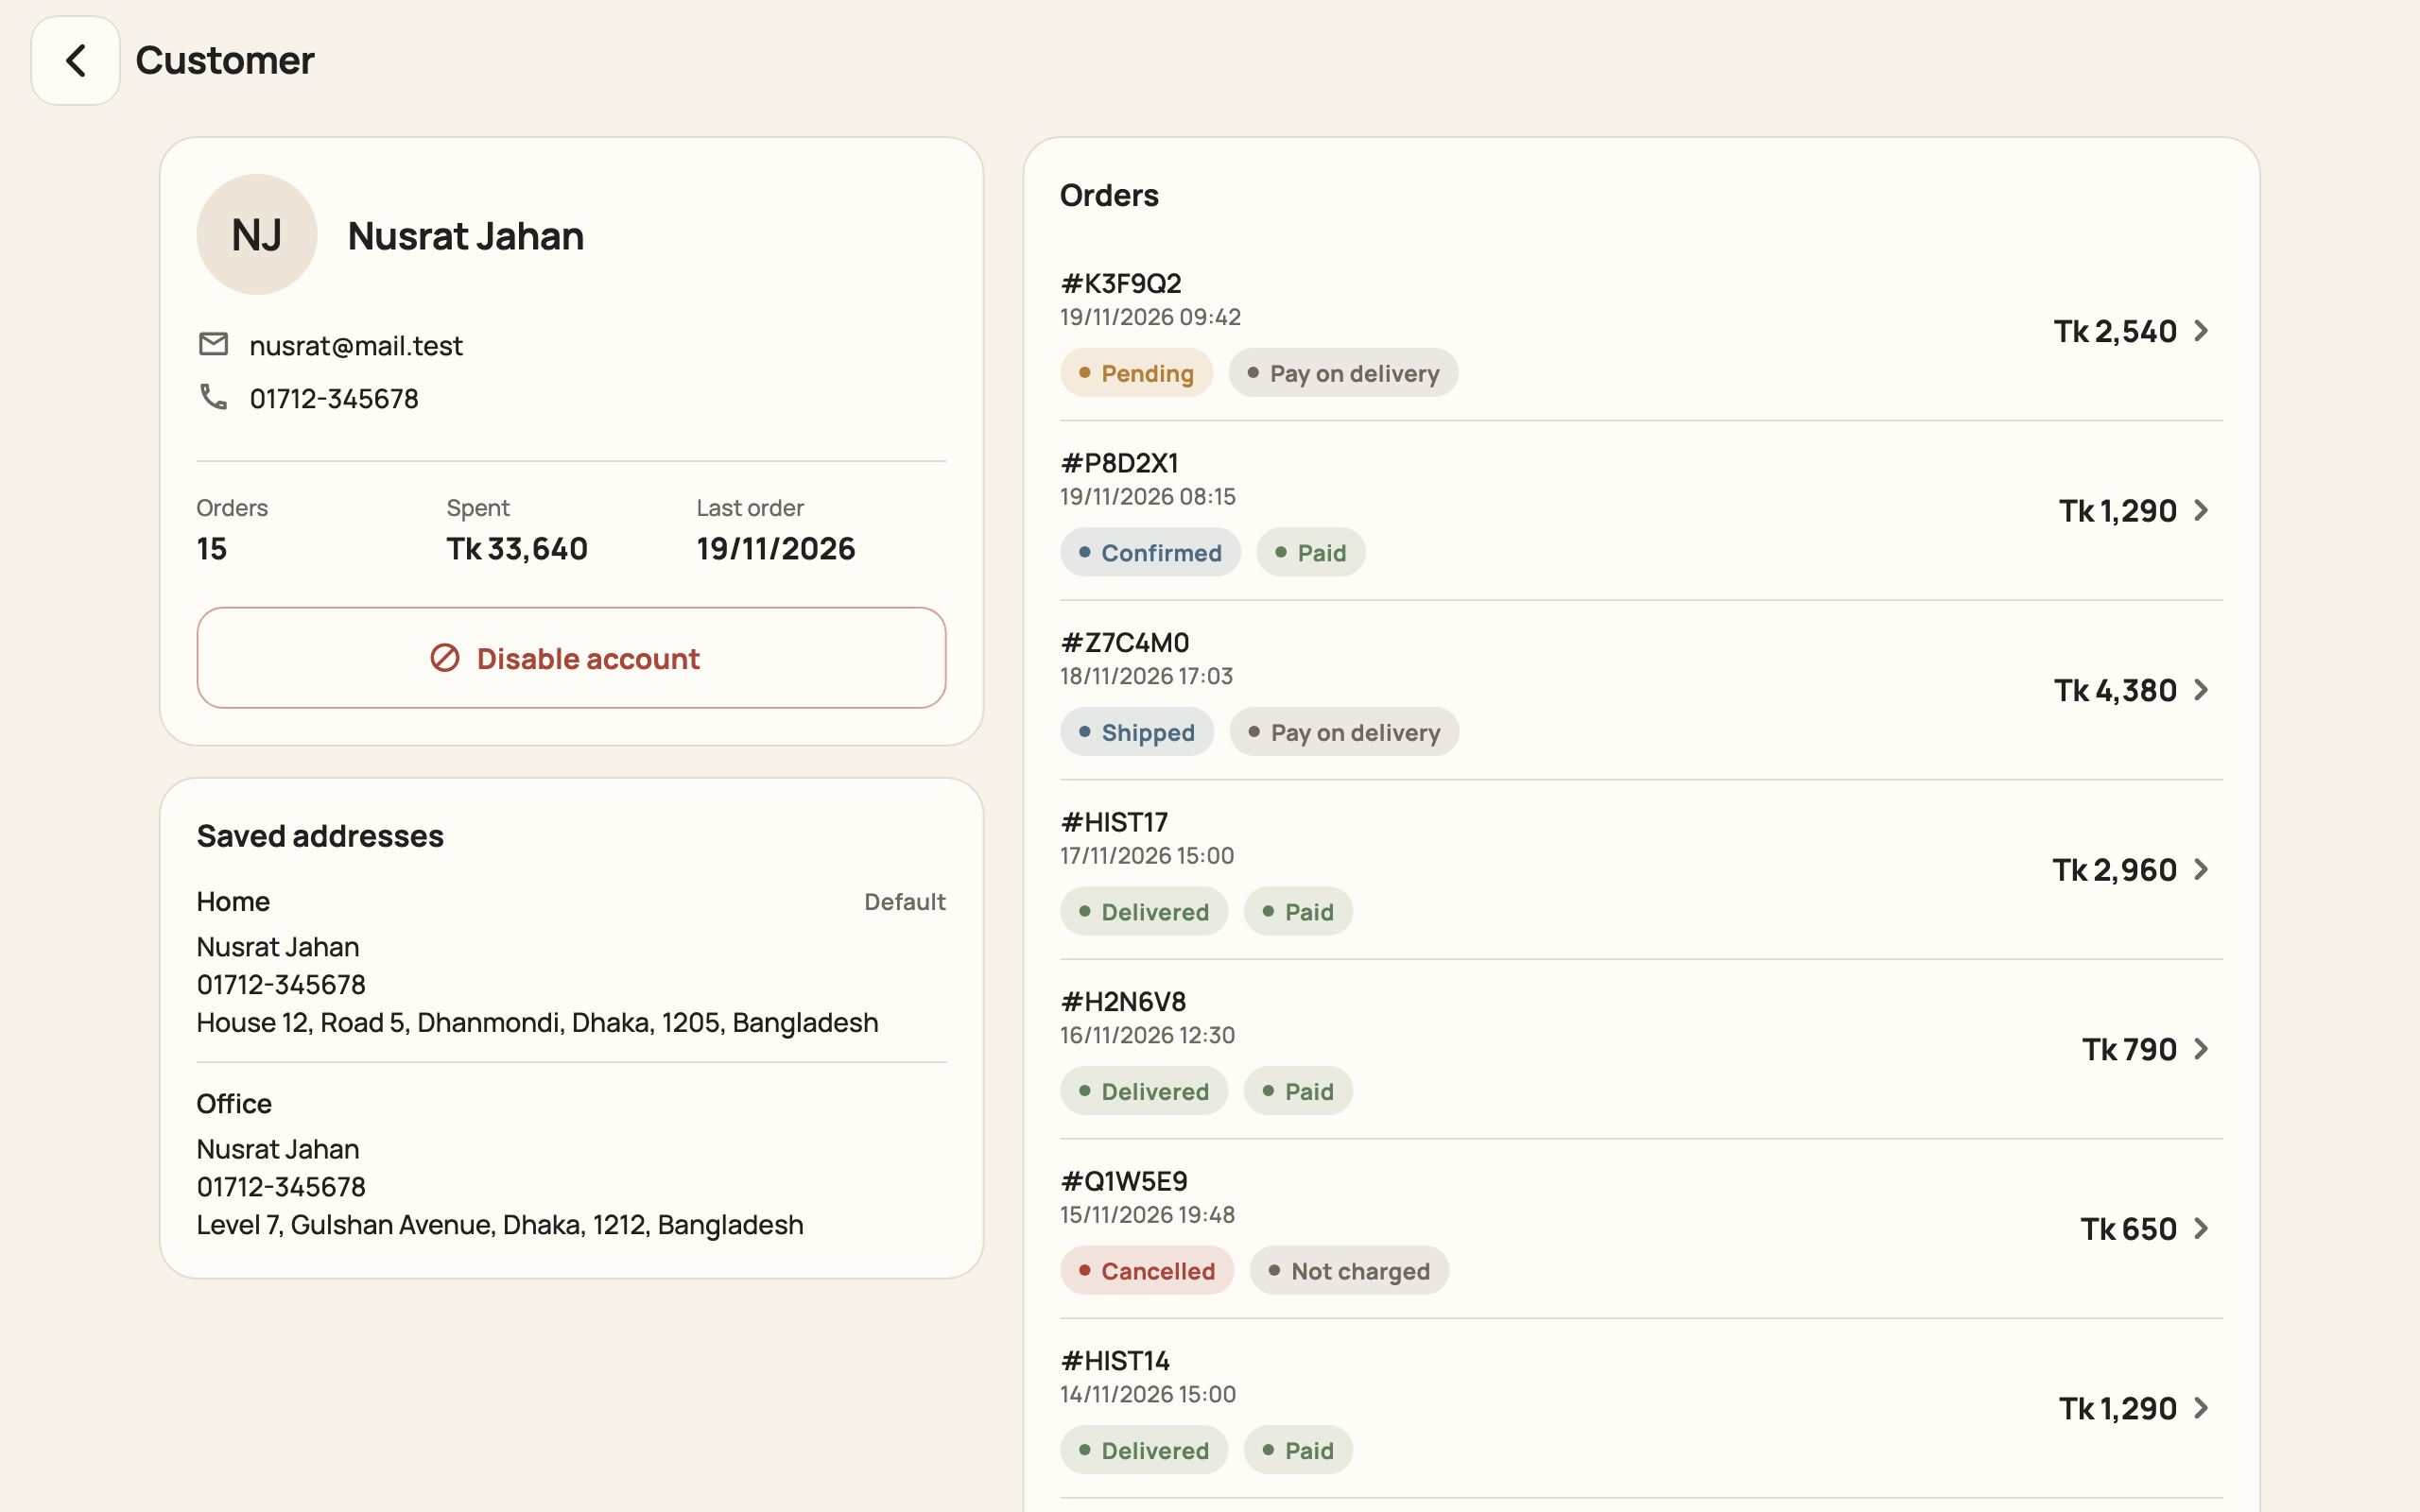 Customer
NJ
Nusrat Jahan
nusrat@mail.test
01712-345678
Orders Spent Last order
15 Tk 33,640 19/11/2026
Disable account
Saved addresses
Home Default
Nusrat Jahan
01712-345678
House 12, Road 5, Dhanmondi, Dhaka, 1205, Bangladesh
Office
Nusrat Jahan
01712-345678
Level 7, Gulshan Avenue, Dhaka, 1212, Bangladesh
Orders
#K3F9Q2
19/11/2026 09:42
Tk 2,540
Pending Pay on delivery
#P8D2X1
19/11/2026 08:15
Tk 1,290
Confirmed Paid
#Z7C4M0
18/11/2026 17:03
Tk 4,380
Shipped Pay on delivery
#HIST17
17/11/2026 15:00
Tk 2,960
Delivered Paid
#H2N6V8
16/11/2026 12:30
Tk 790
Delivered Paid
#Q1W5E9
15/11/2026 19:48
Tk 650
Cancelled Not charged
#HIST14
14/11/2026 15:00
Tk 1,290
Delivered Paid